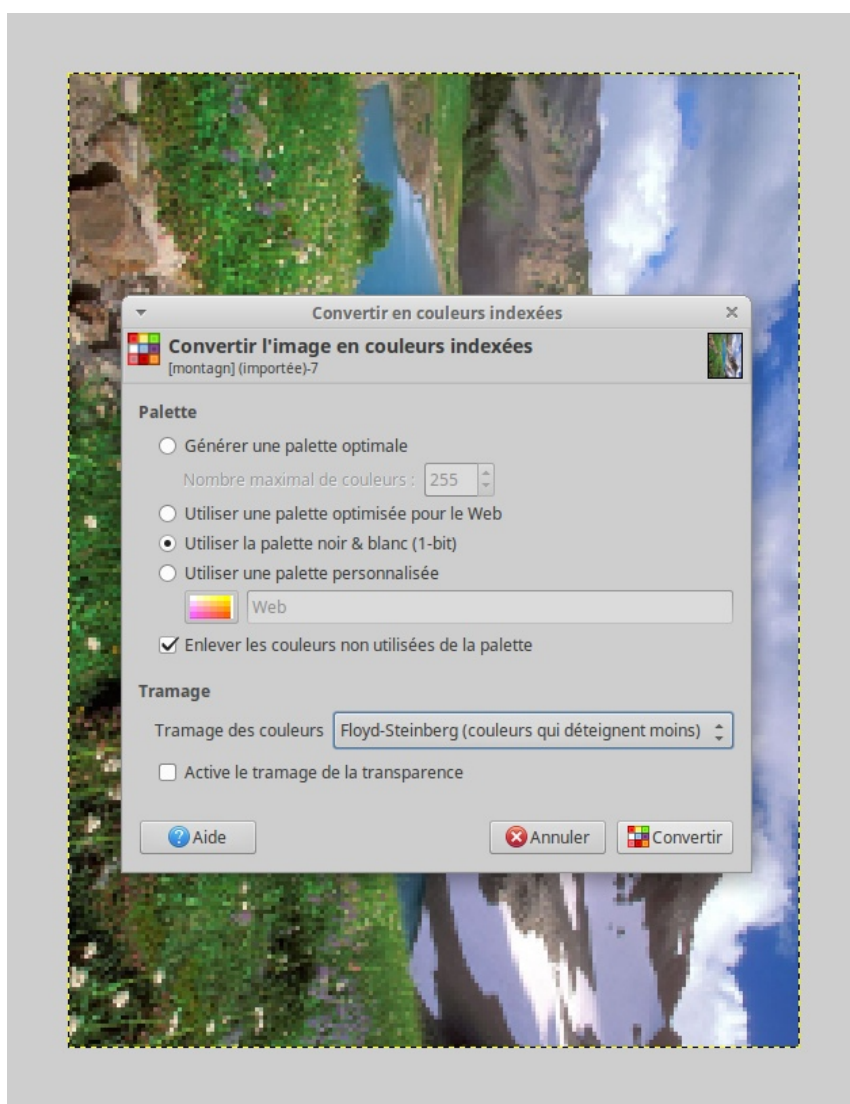 Convertir en couleurs indexées
Convertir l'image en couleurs indexées
[montagn] (importée)-7
Palette
Générer une palette optimale
Nombre maximal de couleurs : 255
Utiliser une palette optimisée pour le Web
Utiliser la palette noir & blanc (1-bit)
Utiliser une palette personnalisée
Web
Enlever les couleurs non utilisées de la palette
Tramage
Tramage des couleurs Floyd-Steinberg (couleurs qui déteignent moins)
Active le tramage de la transparence
Aide Annuler Convertir